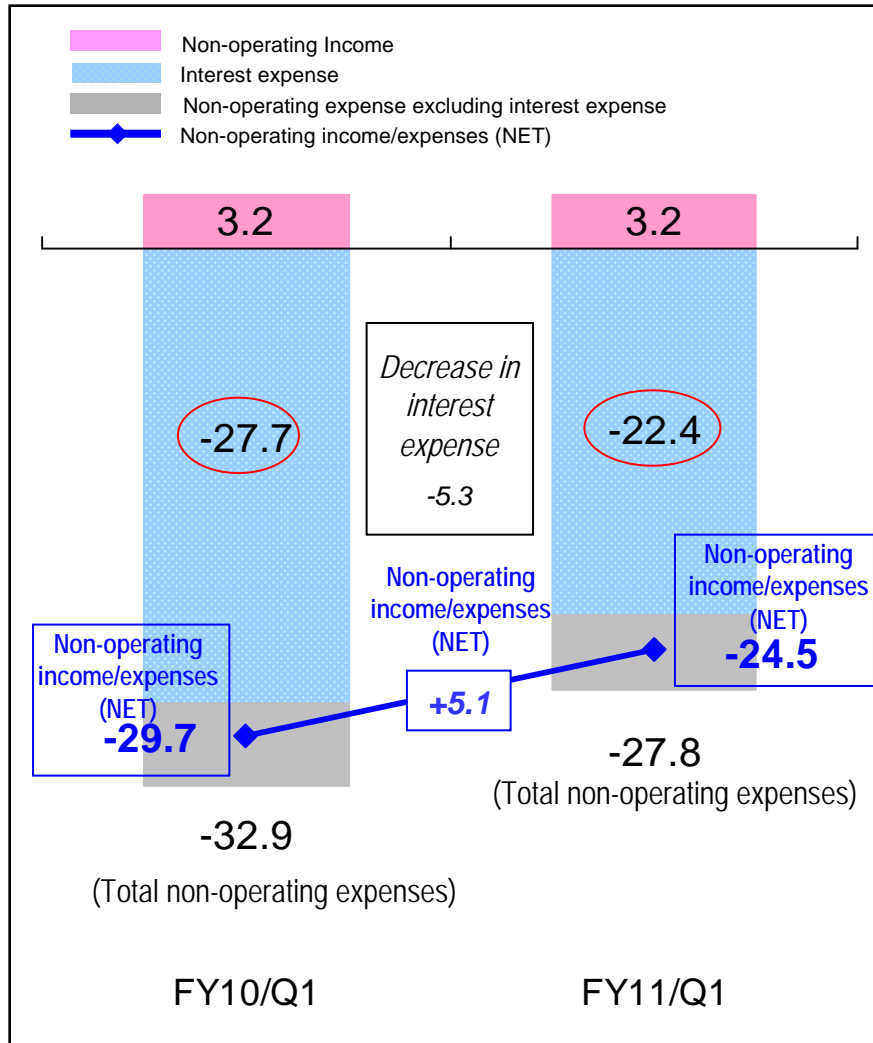 Non-operating Income
Interest expense
Non-operating expense excluding interest expense
Non-operating income/expenses (NET)
3.2
3.2
Decrease in
interest
expense
-5.3
-27.7
-22.4
Non-operating
income/expenses
(NET)
-29.7
Non-operating
income/expenses
(NET)
+5.1
Non-operating
income/expenses
(NET)
-24.5
-27.8
(Total non-operating expenses)
-32.9
(Total non-operating expenses)
FY10/Q1
FY11/Q1